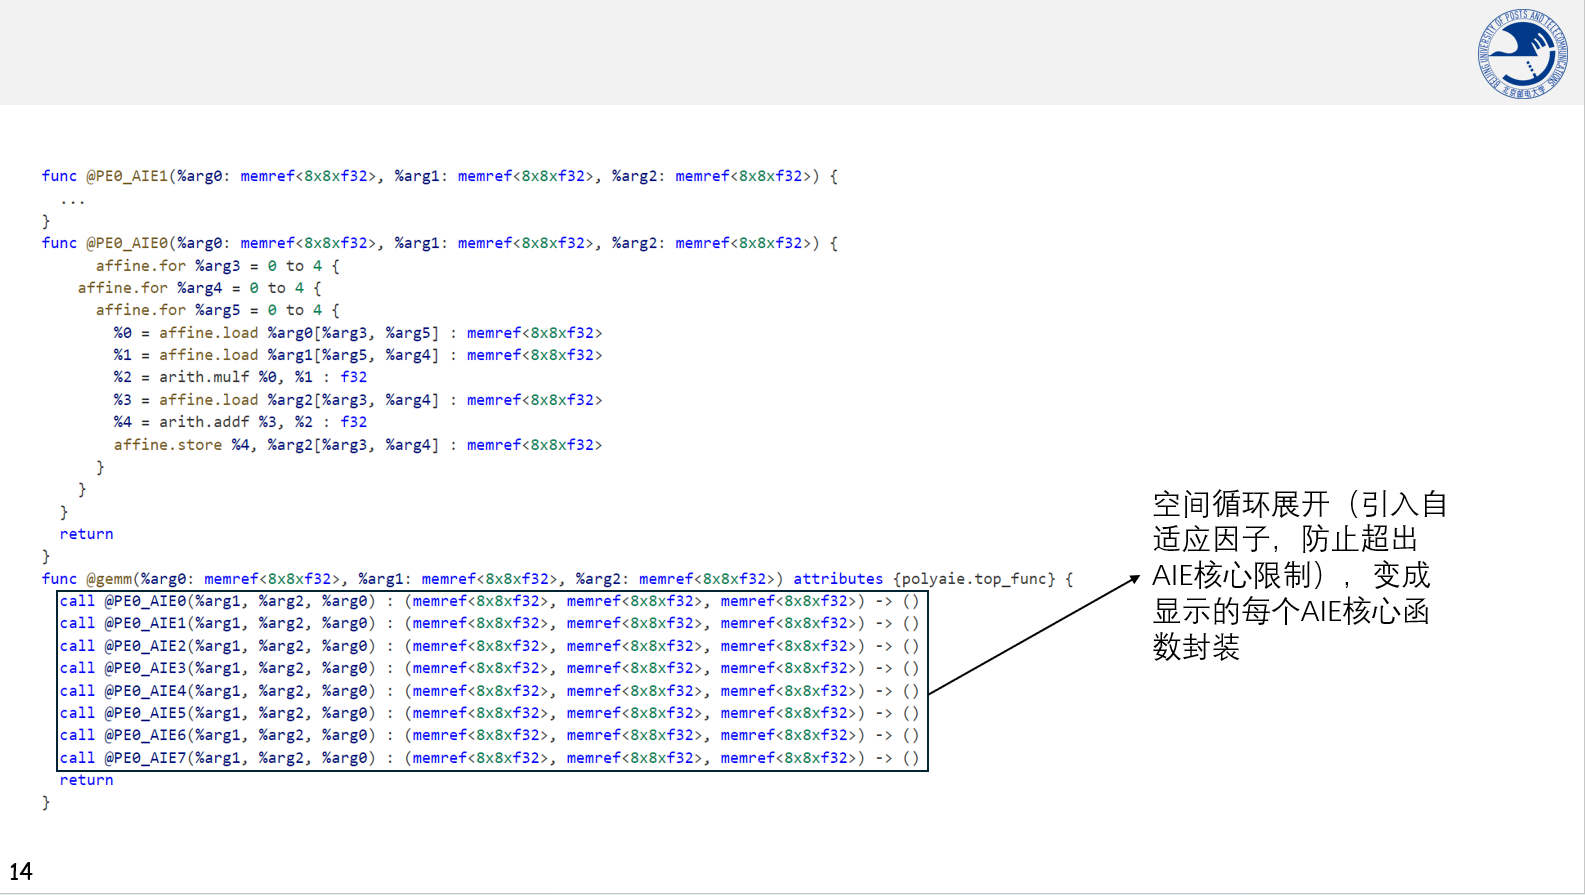 BEIJING UNIVERSITY OF POSTS AND TELECOMMUNICATIONS
北京邮电大学
func @PE0_AIE1(%arg0: memref<8x8xf32>, %arg1: memref<8x8xf32>, %arg2: memref<8x8xf32>) {
...
}
func @PE0_AIE0(%arg0: memref<8x8xf32>, %arg1: memref<8x8xf32>, %arg2: memref<8x8xf32>) {
affine.for %arg3 = 0 to 4 {
affine.for %arg4 = 0 to 4 {
affine.for %arg5 = 0 to 4 {
%0 = affine.load %arg0[%arg3, %arg5] : memref<8x8xf32>
%1 = affine.load %arg1[%arg5, %arg4] : memref<8x8xf32>
%2 = arith.mulf %0, %1 : f32
%3 = affine.load %arg2[%arg3, %arg4] : memref<8x8xf32>
%4 = arith.addf %3, %2 : f32
affine.store %4, %arg2[%arg3, %arg4] : memref<8x8xf32>
}
}
}
return
}
func @gemm(%arg0: memref<8x8xf32>, %arg1: memref<8x8xf32>, %arg2: memref<8x8xf32>) attributes {polyaie.top_func} {
call @PE0_AIE0(%arg1, %arg2, %arg0) : (memref<8x8xf32>, memref<8x8xf32>, memref<8x8xf32>) -> ()
call @PE0_AIE1(%arg1, %arg2, %arg0) : (memref<8x8xf32>, memref<8x8xf32>, memref<8x8xf32>) -> ()
call @PE0_AIE2(%arg1, %arg2, %arg0) : (memref<8x8xf32>, memref<8x8xf32>, memref<8x8xf32>) -> ()
call @PE0_AIE3(%arg1, %arg2, %arg0) : (memref<8x8xf32>, memref<8x8xf32>, memref<8x8xf32>) -> ()
call @PE0_AIE4(%arg1, %arg2, %arg0) : (memref<8x8xf32>, memref<8x8xf32>, memref<8x8xf32>) -> ()
call @PE0_AIE5(%arg1, %arg2, %arg0) : (memref<8x8xf32>, memref<8x8xf32>, memref<8x8xf32>) -> ()
call @PE0_AIE6(%arg1, %arg2, %arg0) : (memref<8x8xf32>, memref<8x8xf32>, memref<8x8xf32>) -> ()
call @PE0_AIE7(%arg1, %arg2, %arg0) : (memref<8x8xf32>, memref<8x8xf32>, memref<8x8xf32>) -> ()
return
}
空间循环展开（引入自
适应因子，防止超出
AIE核心限制），变成
显示的每个AIE核心函
数封装
14